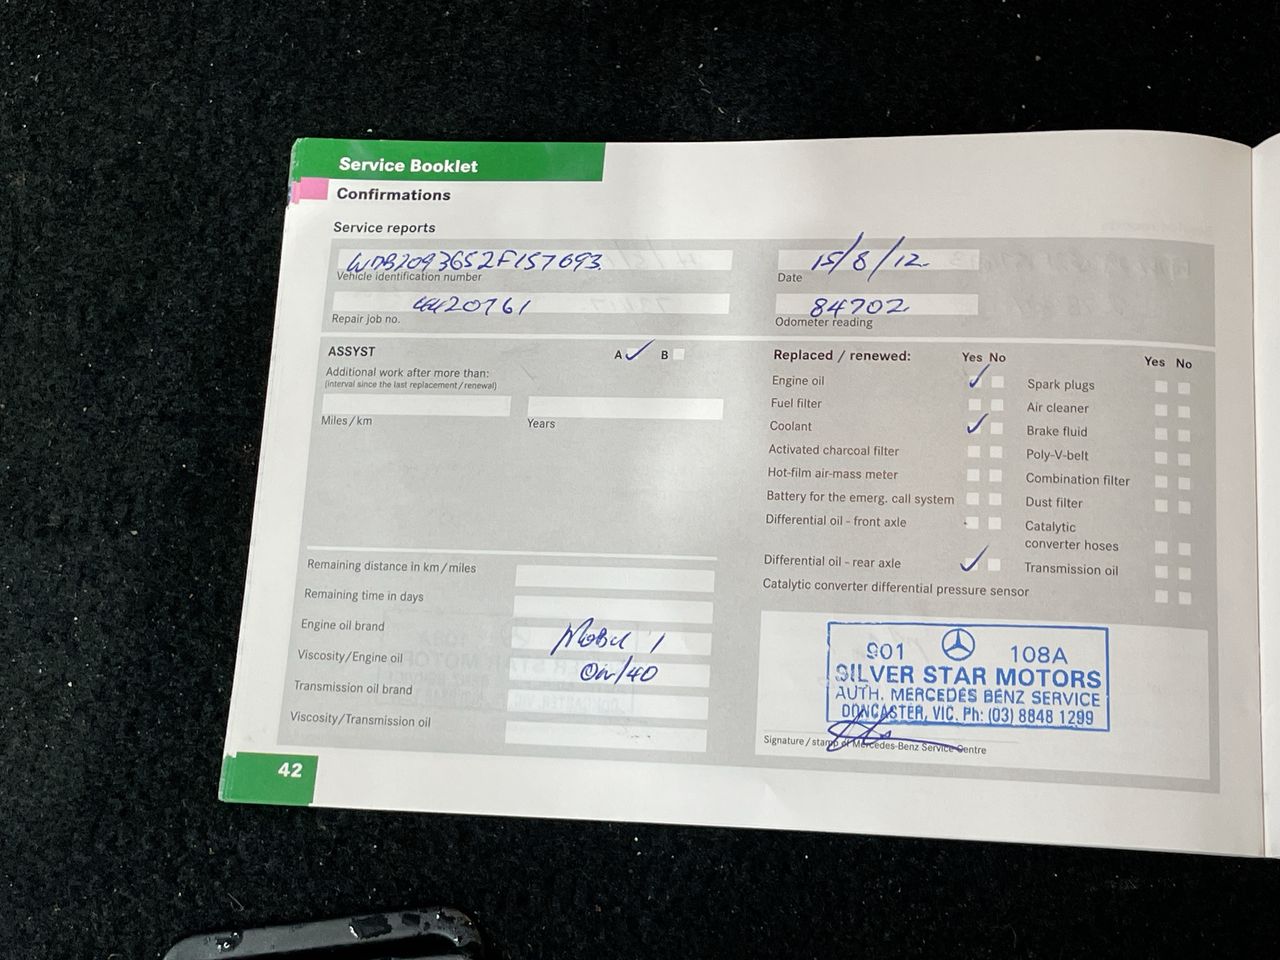 Service Booklet
Confirmations
Service reports
WDB2093652F157693
Vehicle identification number
15/8/12
Date
Repair job no.
84702
Odometer reading
ASSYST
A ✓ B
Additional work after more than:
(interval since the last replacement / renewal)
Miles / km
Years
Replaced / renewed: Yes No
Engine oil ✓
Fuel filter
Coolant ✓
Activated charcoal filter
Hot-film air-mass meter
Battery for the emerg. call system
Differential oil - front axle
Differential oil - rear axle ✓
Catalytic converter differential pressure sensor
Yes No
Spark plugs
Air cleaner
Brake fluid
Poly-V-belt
Combination filter
Dust filter
Catalytic
converter hoses
Transmission oil
Remaining distance in km / miles
Remaining time in days
Engine oil brand Mobil 1
Viscosity/Engine oil 0w/40
Transmission oil brand
Viscosity/Transmission oil
901 108A
SILVER STAR MOTORS
AUTH. MERCEDES BENZ SERVICE
DONCASTER, VIC. Ph: (03) 8848 1299
Signature / stamp of Mercedes-Benz Service Centre
42